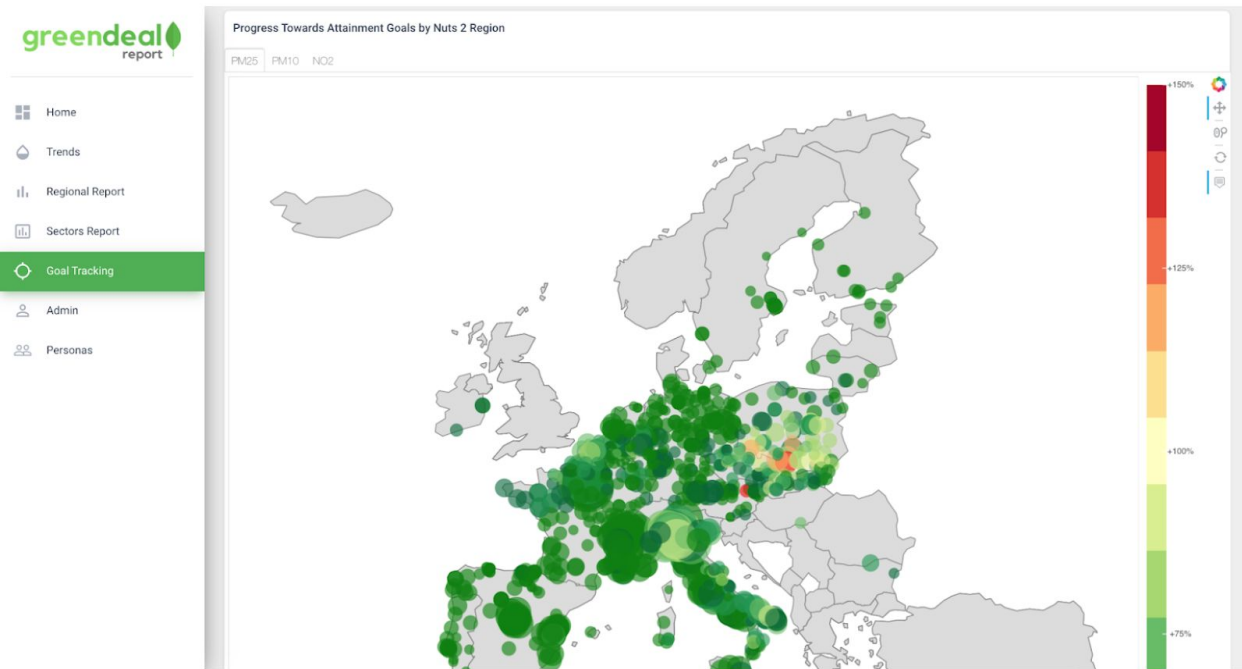 greendeal
report
Home
Trends
Regional Report
Sectors Report
Goal Tracking
Admin
Personas
Progress Towards Attainment Goals by Nuts 2 Region
PM25 PM10 NO2
+150%
+125%
+100%
+75%